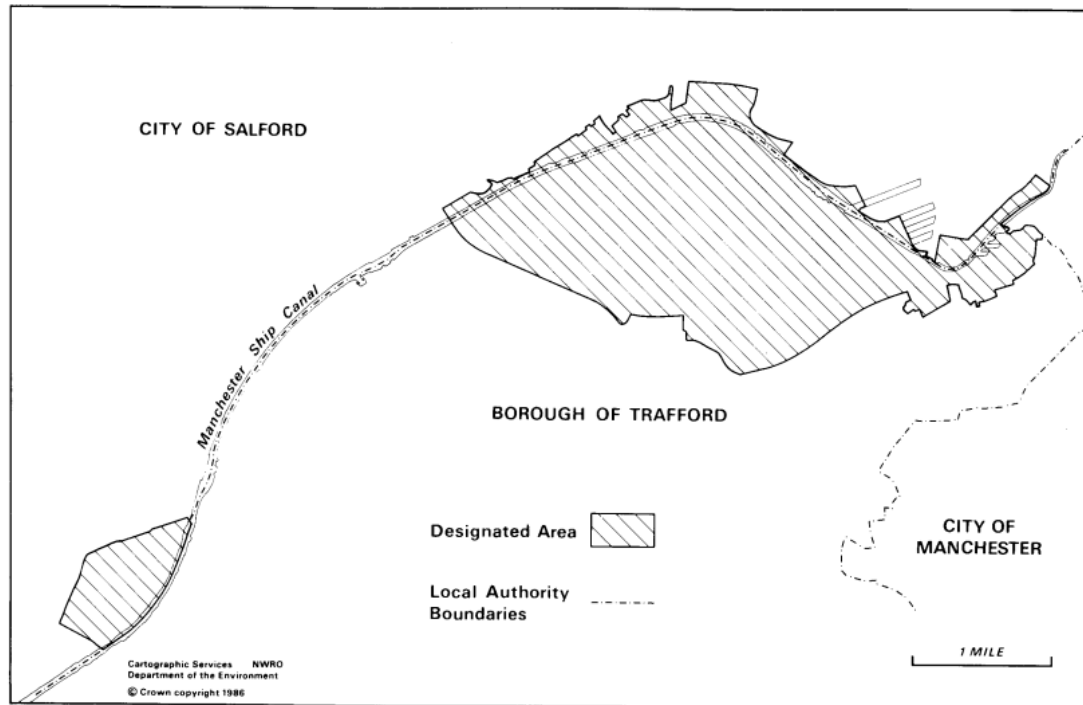 CITY OF SALFORD
Manchester Ship Canal
BOROUGH OF TRAFFORD
Designated Area
CITY OF
MANCHESTER
Local Authority
Boundaries
1 MILE
Cartographic Services NWRO
Department of the Environment
© Crown copyright 1986